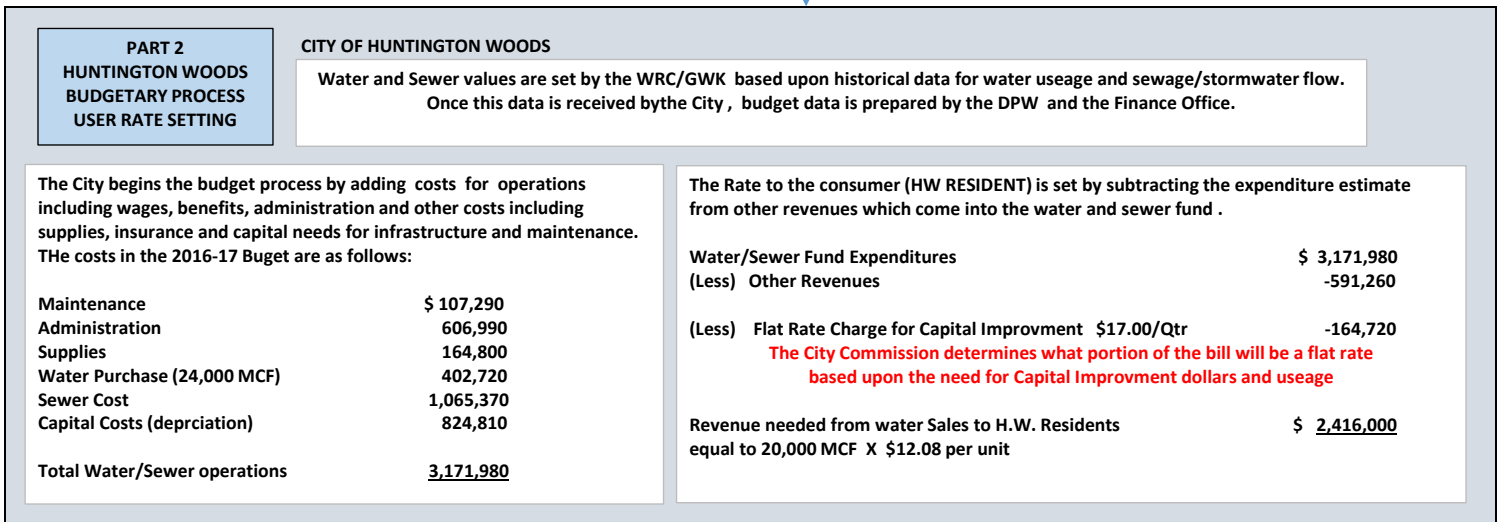 PART 2
HUNTINGTON WOODS
BUDGETARY PROCESS
USER RATE SETTING
CITY OF HUNTINGTON WOODS
Water and Sewer values are set by the WRC/GWK based upon historical data for water useage and sewage/stormwater flow.
Once this data is received bythe City , budget data is prepared by the DPW and the Finance Office.
The City begins the budget process by adding costs for operations
including wages, benefits, administration and other costs including
supplies, insurance and capital needs for infrastructure and maintenance.
THe costs in the 2016-17 Buget are as follows:
Maintenance $ 107,290
Administration 606,990
Supplies 164,800
Water Purchase (24,000 MCF) 402,720
Sewer Cost 1,065,370
Capital Costs (deprciation) 824,810
Total Water/Sewer operations 3,171,980
The Rate to the consumer (HW RESIDENT) is set by subtracting the expenditure estimate
from other revenues which come into the water and sewer fund .
Water/Sewer Fund Expenditures $ 3,171,980
(Less) Other Revenues -591,260
(Less) Flat Rate Charge for Capital Improvment $17.00/Qtr -164,720
The City Commission determines what portion of the bill will be a flat rate
based upon the need for Capital Improvment dollars and useage
Revenue needed from water Sales to H.W. Residents $ 2,416,000
equal to 20,000 MCF X $12.08 per unit